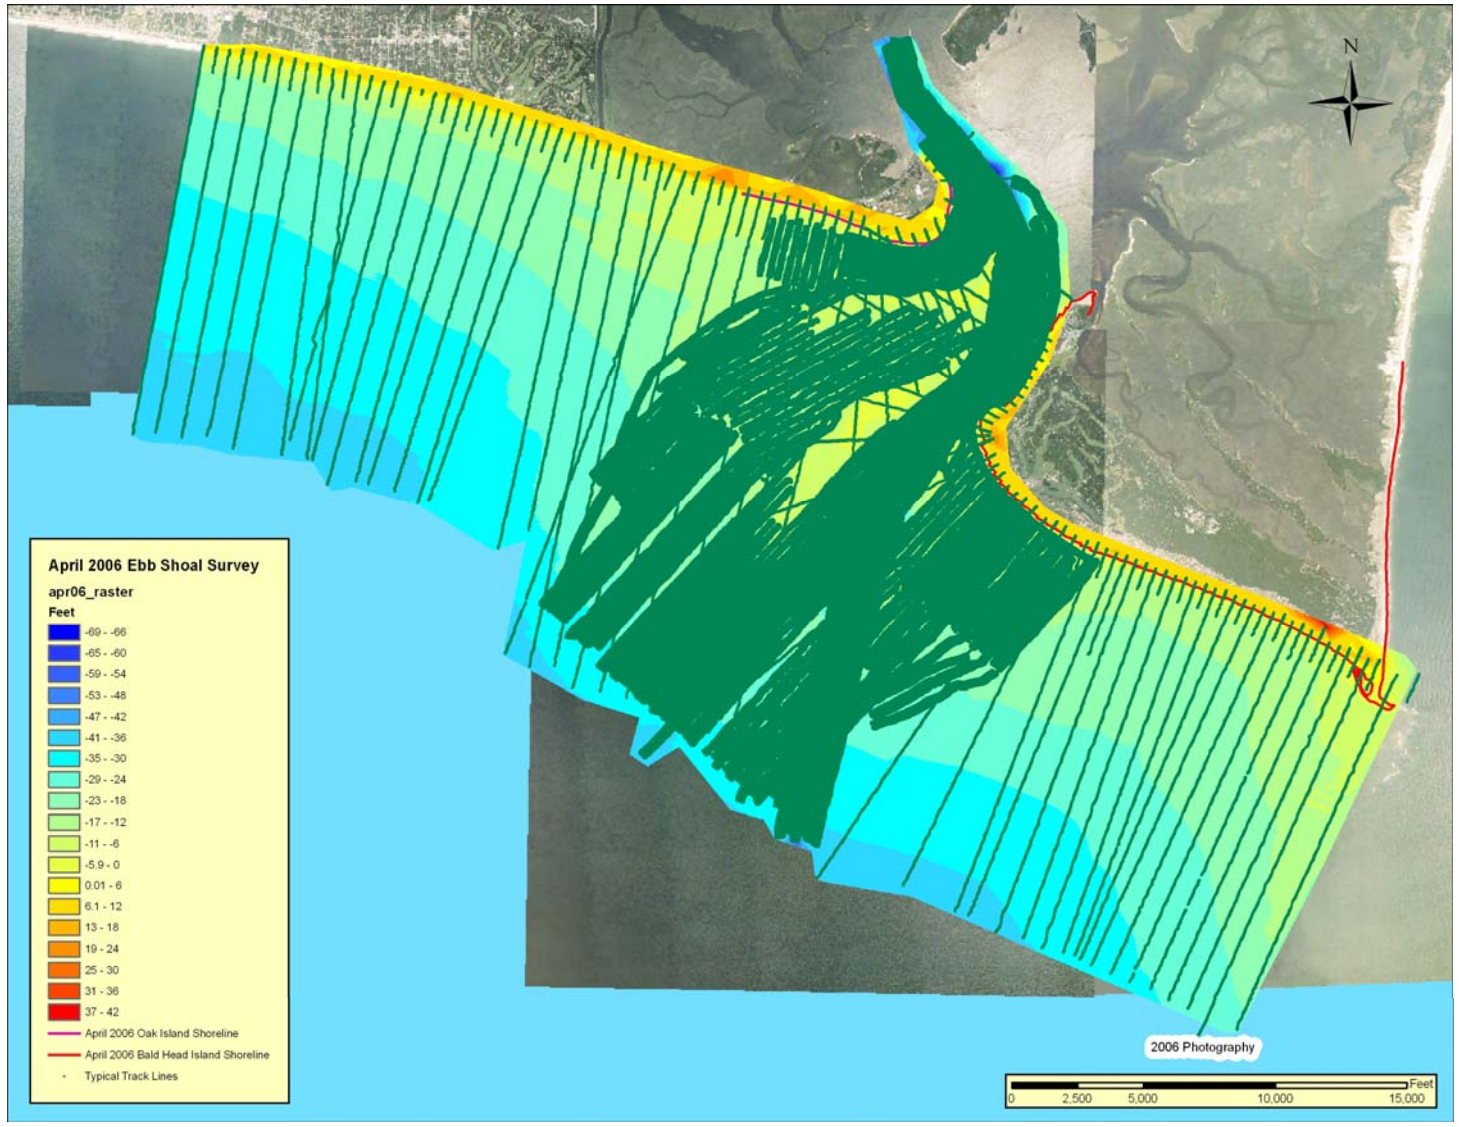 N
April 2006 Ebb Shoal Survey
apr06_raster
Feet
-69 - -66
-65 - -60
-59 - -54
-53 - -48
-47 - -42
-41 - -36
-35 - -30
-29 - -24
-23 - -18
-17 - -12
-11 - -6
-5.9 - 0
0.01 - 6
6.1 - 12
13 - 18
19 - 24
25 - 30
31 - 36
37 - 42
April 2006 Oak Island Shoreline
April 2006 Bald Head Island Shoreline
Typical Track Lines
2006 Photography
Feet
0 2,500 5,000 10,000 15,000